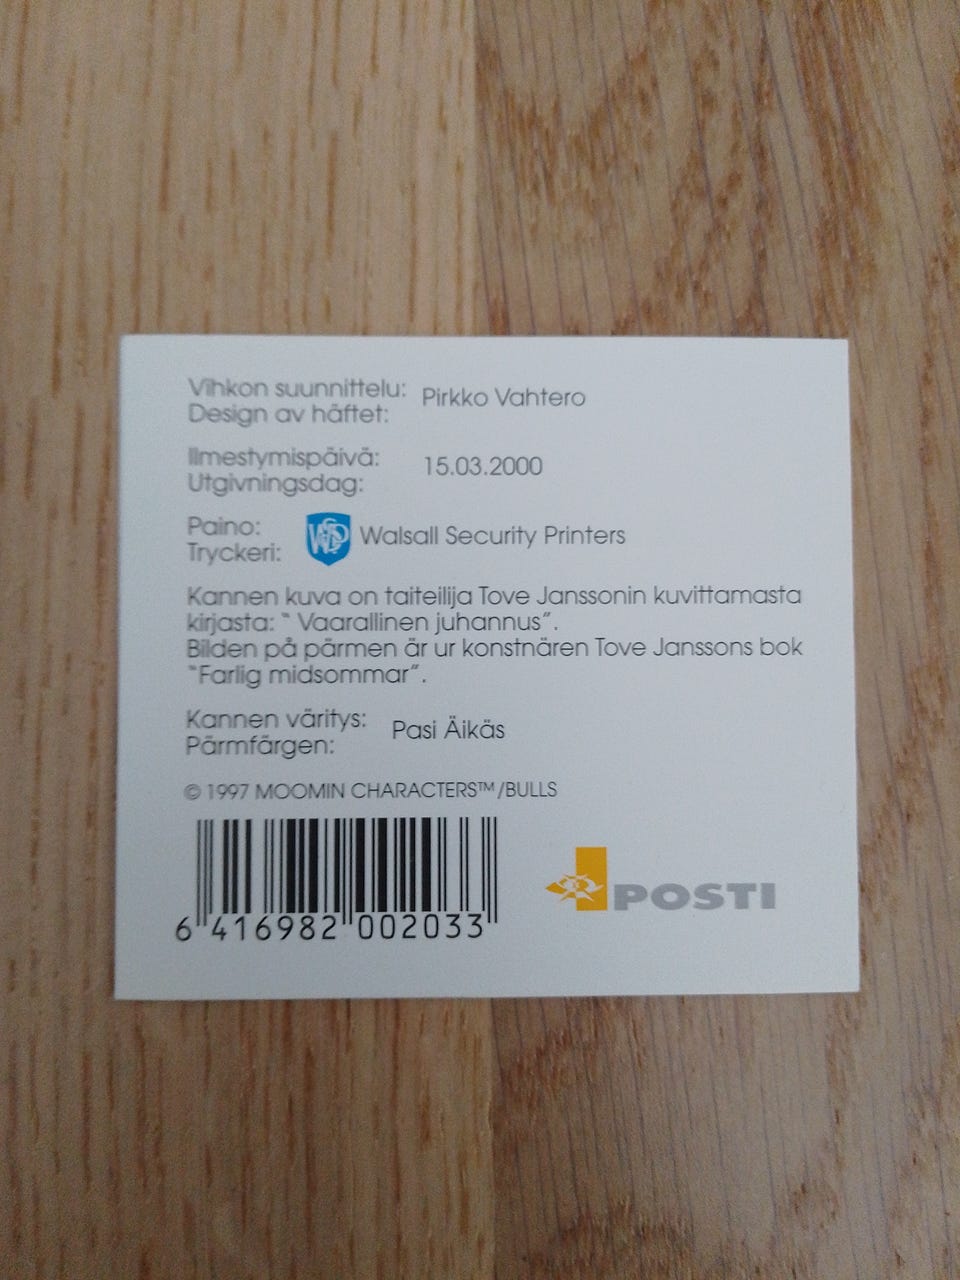 Vihkon suunnittelu: Pirkko Vahtero
Design av häftet:
Ilmestymispäivä: 15.03.2000
Utgivningsdag:
Paino: WSP Walsall Security Printers
Tryckeri:
Kannen kuva on taiteilija Tove Janssonin kuvittamasta
kirjasta: “ Vaarallinen juhannus”.
Bilden på pärmen är ur konstnären Tove Janssons bok
“Farlig midsommar”.
Kannen väritys: Pasi Äikäs
Pärmfärgen:
© 1997 MOOMIN CHARACTERS™/BULLS
6 416982 002033
POSTI